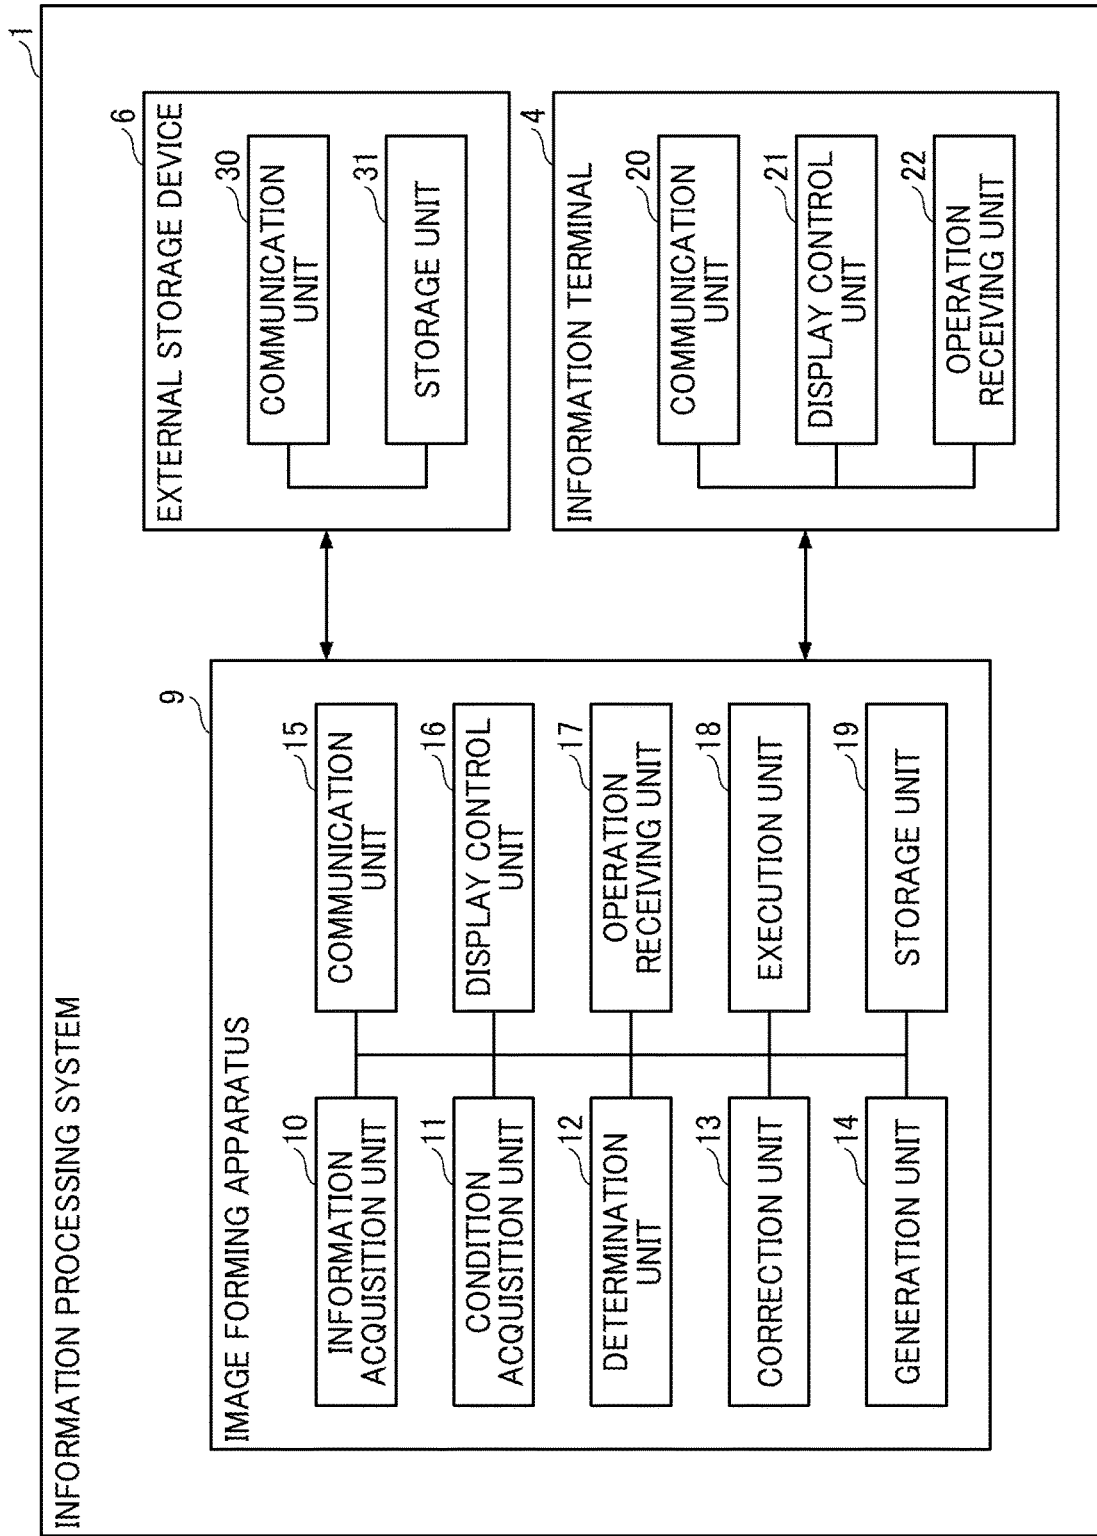 INFORMATION PROCESSING SYSTEM
1
IMAGE FORMING APPARATUS
9
INFORMATION
ACQUISITION UNIT
10
CONDITION
ACQUISITION UNIT
11
DETERMINATION
UNIT
12
CORRECTION UNIT
13
GENERATION UNIT
14
COMMUNICATION
UNIT
15
DISPLAY CONTROL
UNIT
16
OPERATION
RECEIVING UNIT
17
EXECUTION UNIT
18
STORAGE UNIT
19
EXTERNAL STORAGE DEVICE
6
COMMUNICATION
UNIT
30
STORAGE UNIT
31
INFORMATION TERMINAL
4
COMMUNICATION
UNIT
20
DISPLAY CONTROL
UNIT
21
OPERATION
RECEIVING UNIT
22